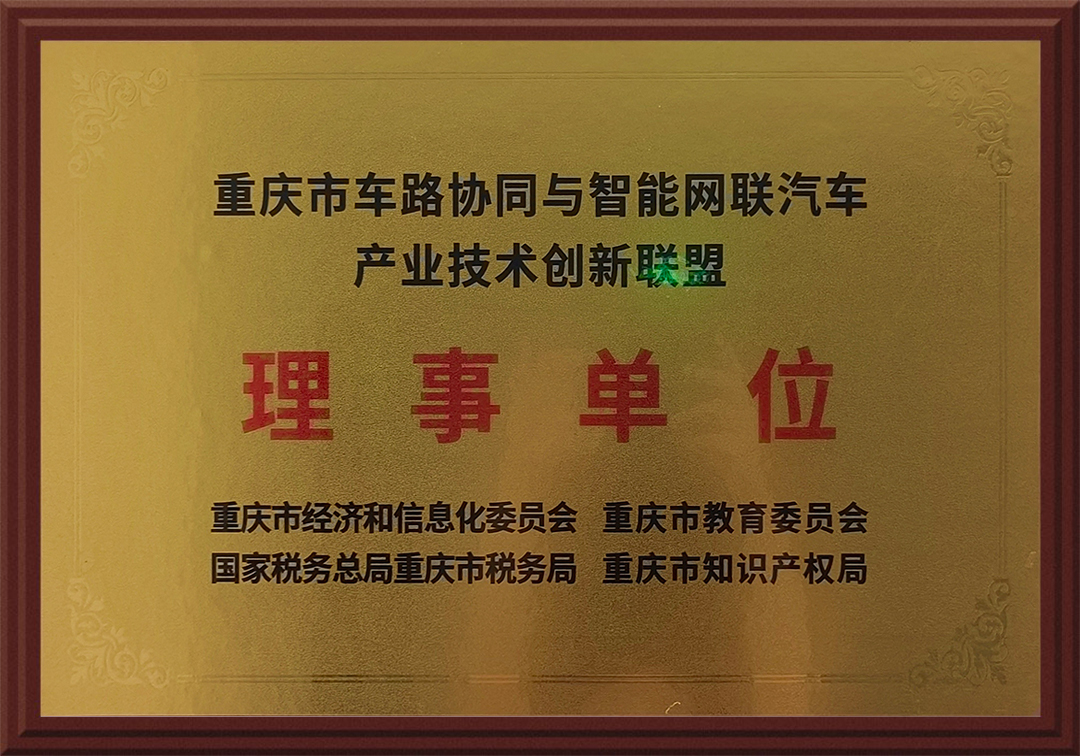 重庆市车路协同与智能网联汽车
产业技术创新联盟
理事单位
重庆市经济和信息化委员会 重庆市教育委员会
国家税务总局重庆市税务局 重庆市知识产权局